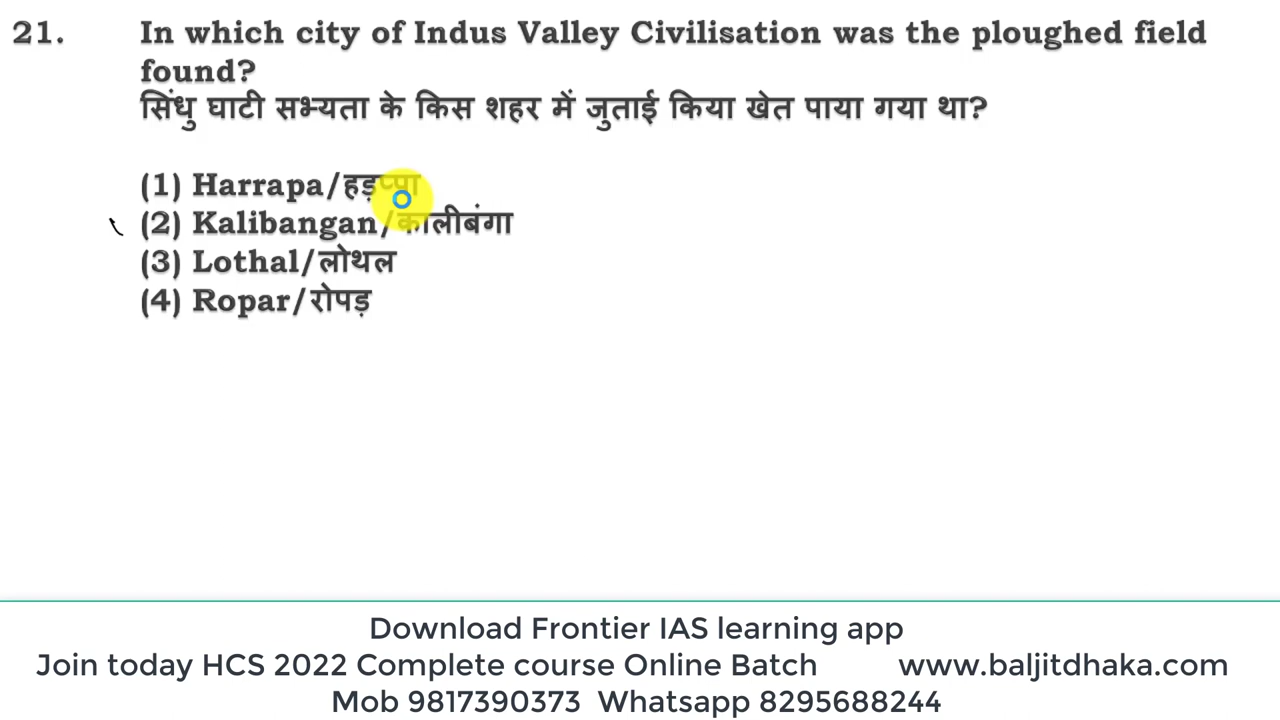 21. In which city of Indus Valley Civilisation was the ploughed field
found?
सिंधु घाटी सभ्यता के किस शहर में जुताई किया खेत पाया गया था?
(1) Harrapa/हड़प्पा
(2) Kalibangan/कालीबंगा
(3) Lothal/लोथल
(4) Ropar/रोपड़
Download Frontier IAS learning app
Join today HCS 2022 Complete course Online Batch www.baljitdhaka.com
Mob 9817390373 Whatsapp 8295688244